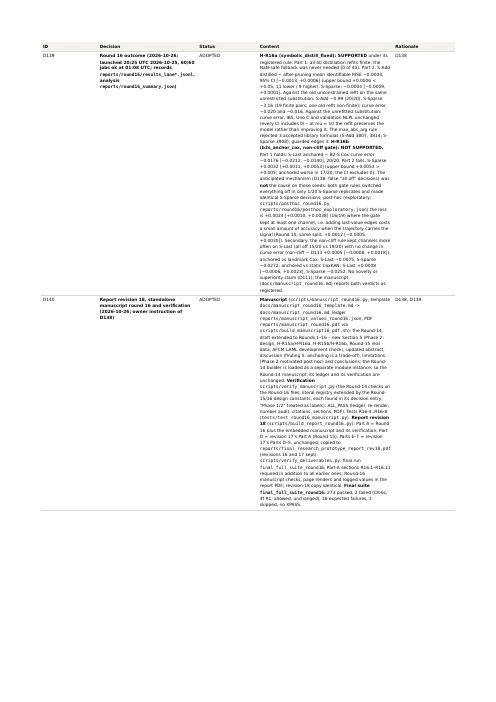 ID Decision Status Content Rationale
D139
Round 16 outcome (2026-10-26;
launched 20:25 UTC 2026-10-26, 60/60
jobs ok at 01:08 UTC; records
reports/round16/results_lane*.jsonl,
analysis
reports/round16_summary.json)
ADOPTED
H-R16a (symbolic_distill_fixed): SUPPORTED under its
registered rule. Part 1: all 40 distillation refits finite; the
NaN-safe fallback was never needed (0 of 40). Part 2: S-Add
distilled − after-pruning mean identifiable RISE −0.0004,
95% CI [−0.0013, +0.0006] (upper bound +0.0006 <
+0.05; 11 lower / 9 higher). S-Sparse: −0.0004 [−0.0009,
+0.0001]. Against the old unconstrained refit on the same
unrestricted substitution: S-Add −0.99 (20/20), S-Sparse
−3.16 (19 finite pairs; one old refit non-finite); curve error
−0.020 and −0.016. Against the unrefitted substitution:
curve error, IBS, Uno C and validation NLPL unchanged
(every CI includes 0) – at mu = 10 the refit preserves the
model rather than improving it. The max_abs_arg rule
rejected 3 accepted library formulas (S-Add 3807, 3814; S-
Sparse 3908); guarded edges 3. H-R16b
(b2s_anchor_cox, non-cliff gate): NOT SUPPORTED.
Part 1 holds: S-Last anchored − B2-S Cox curve error
−0.0176 [−0.0212, −0.0140], 20/20. Part 2 fails: S-Sparse
+0.0032 [+0.0011, +0.0053] (upper bound +0.0053 >
+0.005; anchored worse in 17/20; the CI excludes 0). The
anticipated mechanism (D138: false "all off" decisions) was
not the cause on these seeds: both gate rules switched
everything off in only 1/20 S-Sparse replicates and made
identical S-Sparse decisions; post-hoc (exploratory;
scripts/posthoc_round16.py,
reports/round16/posthoc_exploratory.json) the loss
is +0.0024 [+0.0010, +0.0038] (16/19) where the gate
kept at least one channel, i.e. adding last-value edges costs
a small amount of accuracy when the trajectory carries the
signal (Round 15, same split: +0.0012 [−0.0005,
+0.0030]). Secondary: the non-cliff rule kept channels more
often on S-Last (all off 15/20 vs 19/20) with no change in
curve error (non-cliff − D133 +0.0005 [−0.0008, +0.0018]);
anchored vs landmark Cox: S-Last −0.0075, S-Sparse
−0.0272; anchored vs static CoxKAN: S-Last +0.0008
[−0.0006, +0.0023], S-Sparse −0.0252. No novelty or
superiority claim (D111); the manuscript
(docs/manuscript_round16.md) reports both verdicts as
registered.
D138
D140
Report revision 18, standalone
manuscript round 16 and verification
(2026-10-26; owner instruction of
D138)
ADOPTED
Manuscript (scripts/manuscript_round16.py, template
docs/manuscript_round16_template.md ->
docs/manuscript_round16.md, ledger
reports/manuscript_values_round16.json, PDF
reports/manuscript_round16.pdf via
scripts/build_manuscript16_pdf.sh): the Round-14
draft extended to Rounds 1–16 – new Section 5 (Phase 2:
design, H-R15a/H-R16a, H-R15b/H-R16b, Round-15 real
data, AFCM LANL development check), updated abstract,
discussion (finding 5: anchoring is a trade-off), limitations
(Phase 2 motivated post hoc) and conclusions; the Round-
14 builder is loaded as a separate module instance, so the
Round-14 manuscript, its ledger and its verification are
unchanged. Verification
scripts/verify_manuscript.py (the Round-14 checks on
the Round-16 files, literal registry extended by the Round-
15/16 design constants, each found in its decision entry;
"Phase 1/2" treated as labels): ALL_PASS (ledger, re-render,
number audit, citations, sections, PDF). Tests R16-4..R16-8
(tests/test_round16_manuscript.py). Report revision
18 (scripts/build_report_round16.py): Part A = Round
16 plus the embedded manuscript and its verification; Part
D = revision 17's Part A (Round 15); Parts E–T = revision
17's Parts D–S, unchanged; copied to
reports/final_research_prototype_report_rev18.pdf
(revisions 16 and 17 kept).
scripts/verify_deliverables.py: final run
final_full_suite_round16; Part-A sections R16.1–R16.11
required in addition to all earlier ones; Round-16
manuscript checks, page renders and logged values in the
report PDF; revision-18 copy identical. Final suite
final_full_suite_round16: 273 passed, 2 failed (CR-6s,
4f R1; allowed, unchanged), 16 expected failures, 2
skipped, no XPASS.
D138, D139